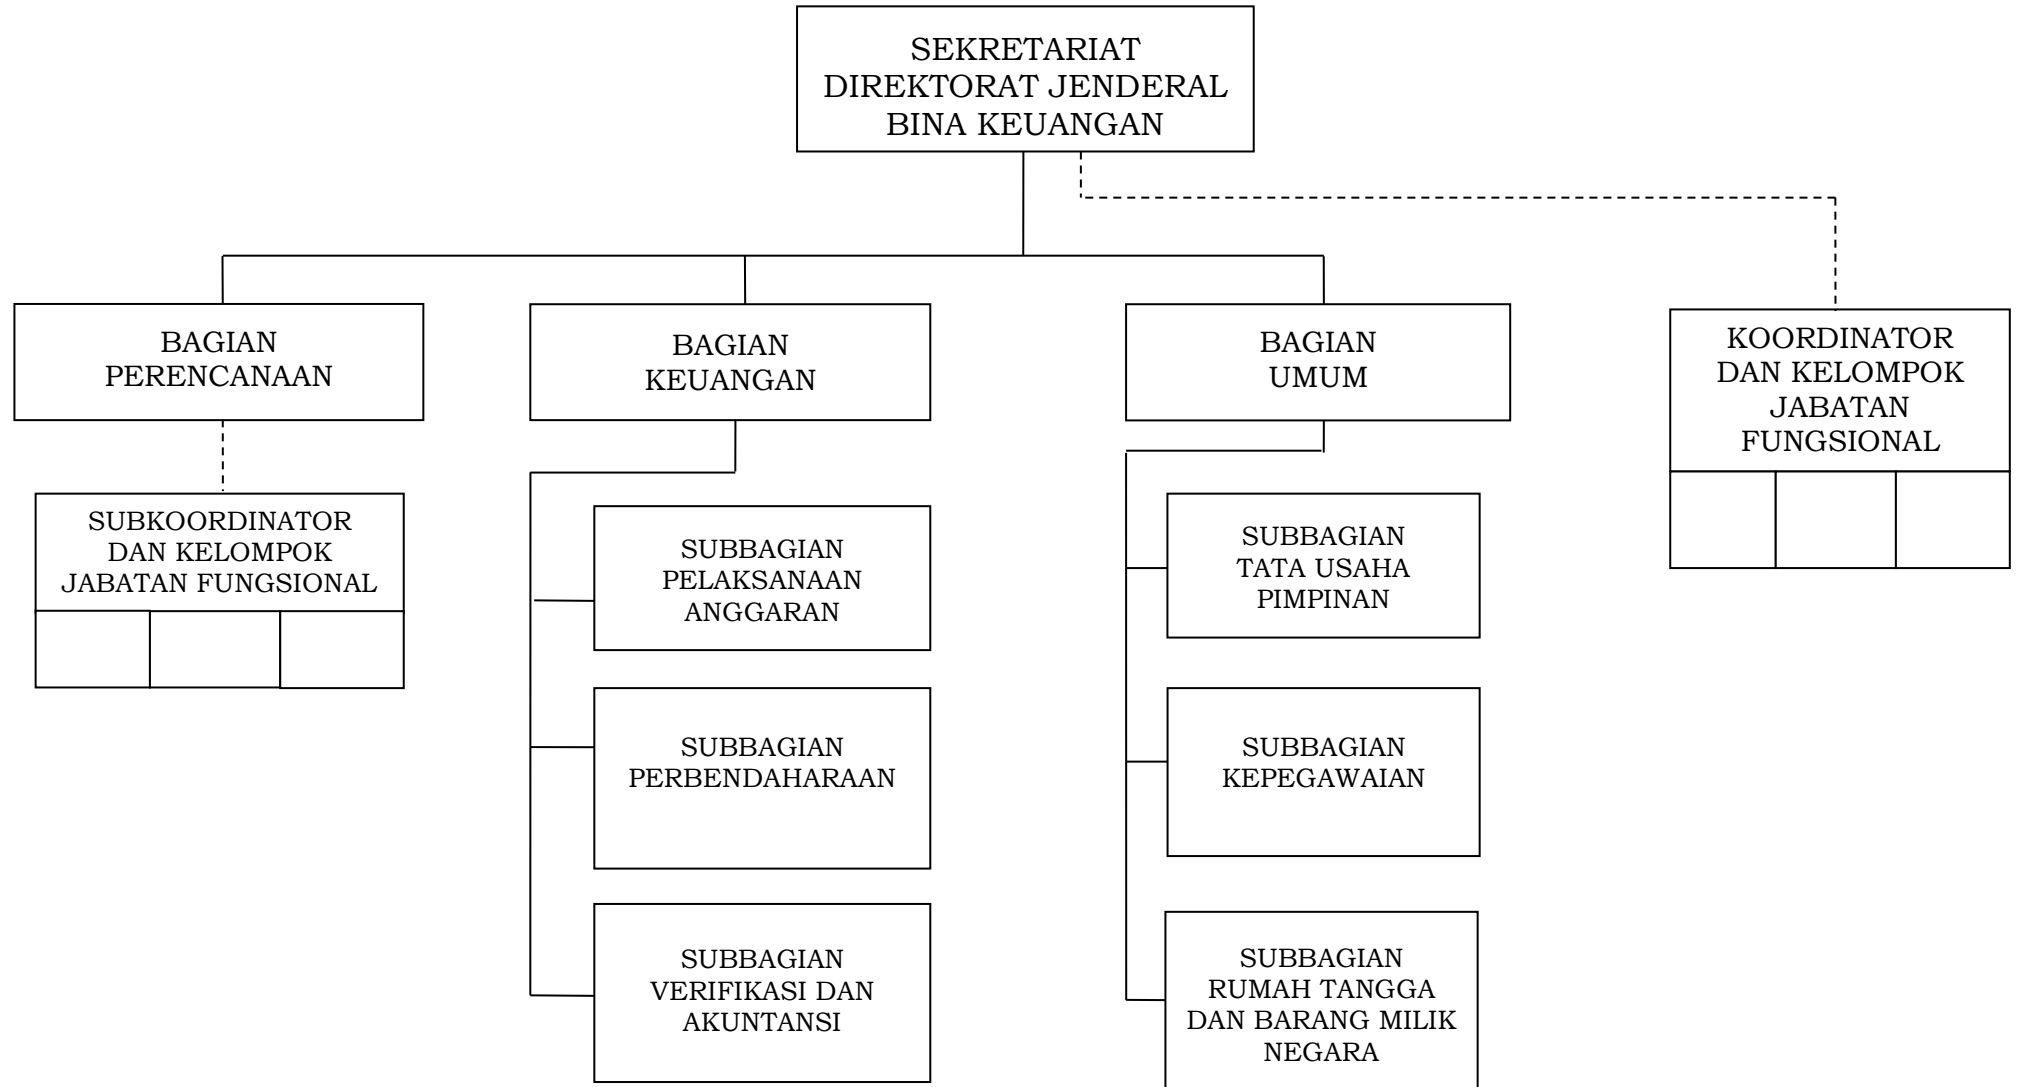 SEKRETARIAT
DIREKTORAT JENDERAL
BINA KEUANGAN
BAGIAN
PERENCANAAN
BAGIAN
KEUANGAN
BAGIAN
UMUM
KOORDINATOR
DAN KELOMPOK
JABATAN
FUNGSIONAL
SUBKOORDINATOR
DAN KELOMPOK
JABATAN FUNGSIONAL
SUBBAGIAN
PELAKSANAAN
ANGGARAN
SUBBAGIAN
PERBENDAHARAAN
SUBBAGIAN
VERIFIKASI DAN
AKUNTANSI
SUBBAGIAN
TATA USAHA
PIMPINAN
SUBBAGIAN
KEPEGAWAIAN
SUBBAGIAN
RUMAH TANGGA
DAN BARANG MILIK
NEGARA